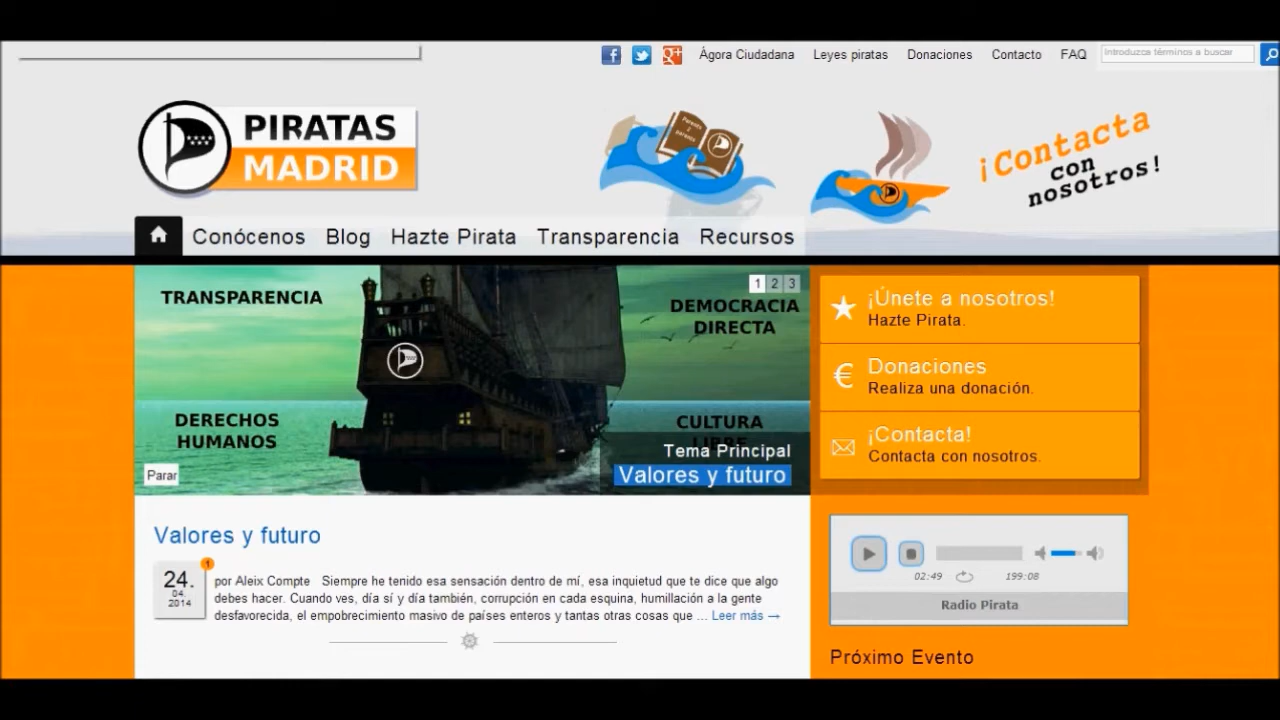 Ágora Ciudadana Leyes piratas Donaciones Contacto FAQ Introduzca términos a buscar
PIRATAS
MADRID
¡Contacta
con
nosotros!
Conócenos Blog Hazte Pirata Transparencia Recursos
1 2 3
TRANSPARENCIA
DEMOCRACIA
DIRECTA
DERECHOS
HUMANOS
CULTURA
LIBRE
Tema Principal
Valores y futuro
Parar
¡Únete a nosotros!
Hazte Pirata.
Donaciones
Realiza una donación.
¡Contacta!
Contacta con nosotros.
Valores y futuro
1
24.
04.
2014
por Aleix Compte Siempre he tenido esa sensación dentro de mí, esa inquietud que te dice que algo
debes hacer. Cuando ves, día sí y día también, corrupción en cada esquina, humillación a la gente
desfavorecida, el empobrecimiento masivo de países enteros y tantas otras cosas que ... Leer más →
02:49 199:08
Radio Pirata
Próximo Evento